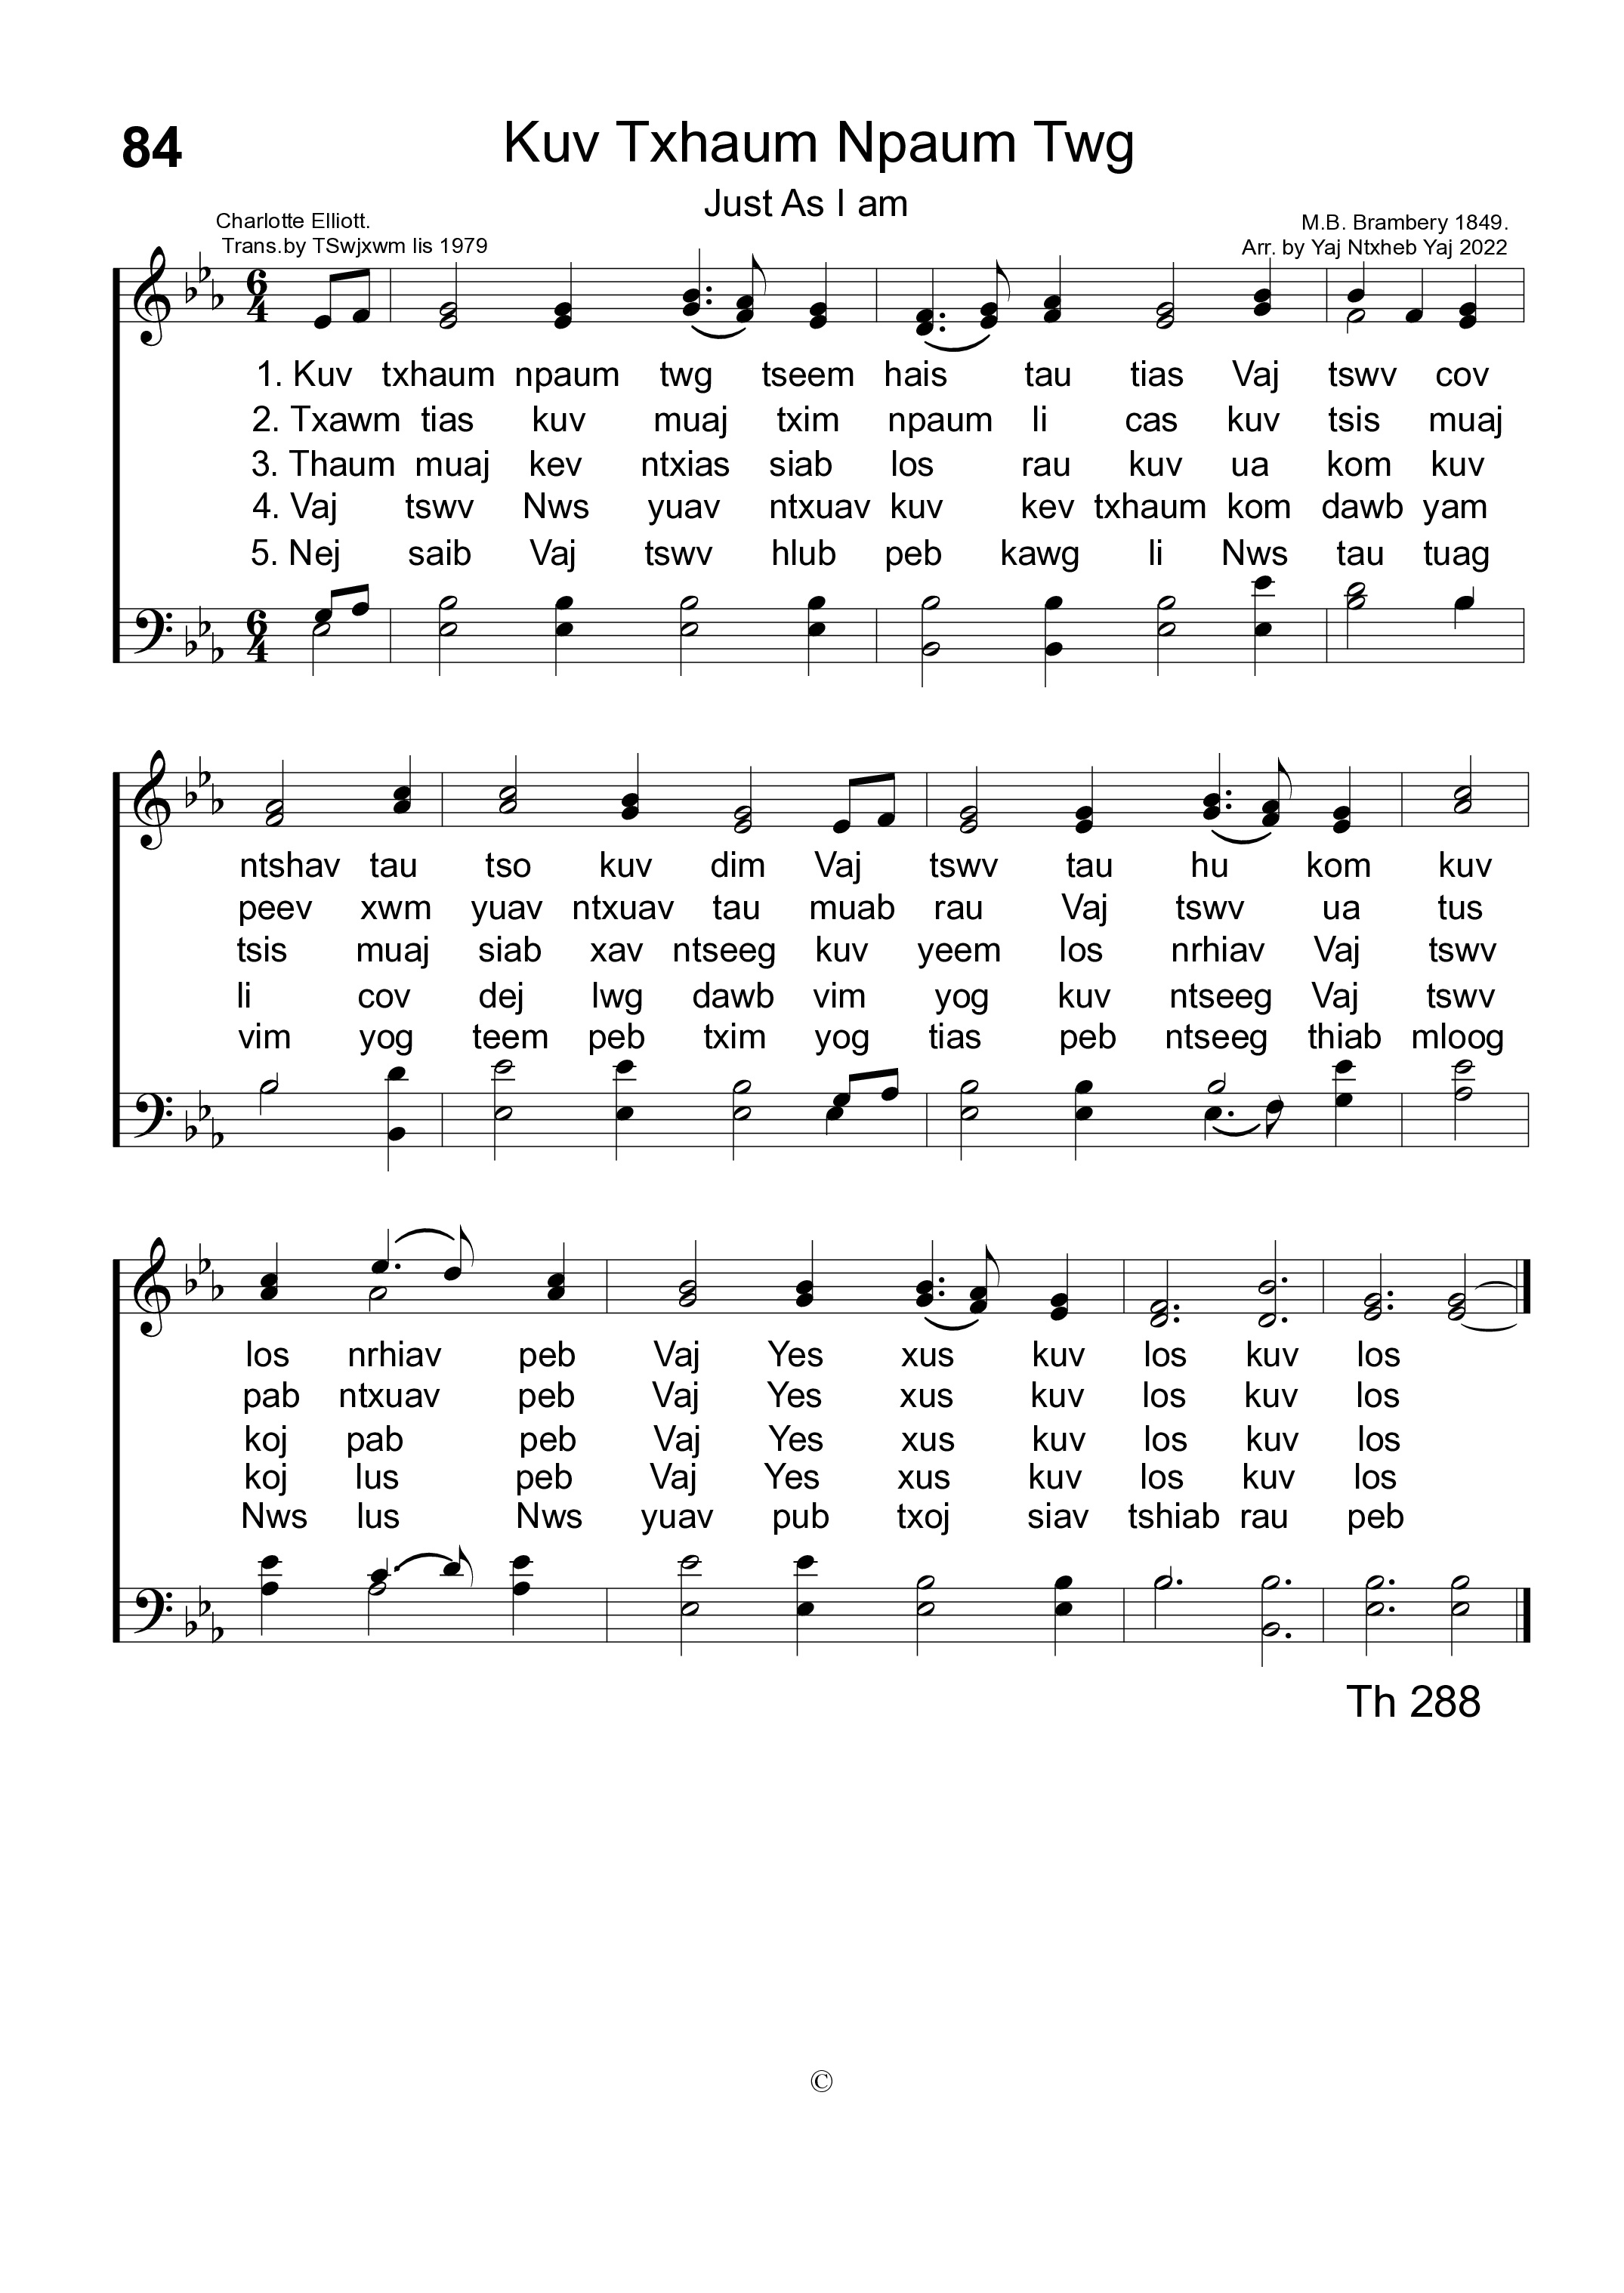 84
Kuv Txhaum Npaum Twg
Just As I am
Charlotte Elliott.
Trans.by TSwjxwm lis 1979
M.B. Brambery 1849.
Arr. by Yaj Ntxheb Yaj 2022
6
4
1. Kuv txhaum npaum twg tseem hais tau tias Vaj tswv cov
2. Txawm tias kuv muaj txim npaum li cas kuv tsis muaj
3. Thaum muaj kev ntxias siab los rau kuv ua kom kuv
4. Vaj tswv Nws yuav ntxuav kuv kev txhaum kom dawb yam
5. Nej saib Vaj tswv hlub peb kawg li Nws tau tuag
6
4
ntshav tau tso kuv dim Vaj tswv tau hu kom kuv
peev xwm yuav ntxuav tau muab rau Vaj tswv ua tus
tsis muaj siab xav ntseeg kuv yeem los nrhiav Vaj tswv
li cov dej lwg dawb vim yog kuv ntseeg Vaj tswv
vim yog teem peb txim yog tias peb ntseeg thiab mloog
los nrhiav peb Vaj Yes xus kuv los kuv los
pab ntxuav peb Vaj Yes xus kuv los kuv los
koj pab peb Vaj Yes xus kuv los kuv los
koj lus peb Vaj Yes xus kuv los kuv los
Nws lus Nws yuav pub txoj siav tshiab rau peb
Th 288
©